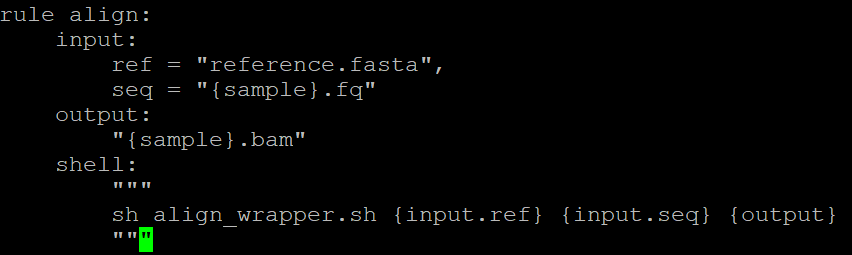 rule align:
    input:
        ref = "reference.fasta",
        seq = "{sample}.fq"
    output:
        "{sample}.bam"
    shell:
        """
        sh align_wrapper.sh {input.ref} {input.seq} {output}
        """